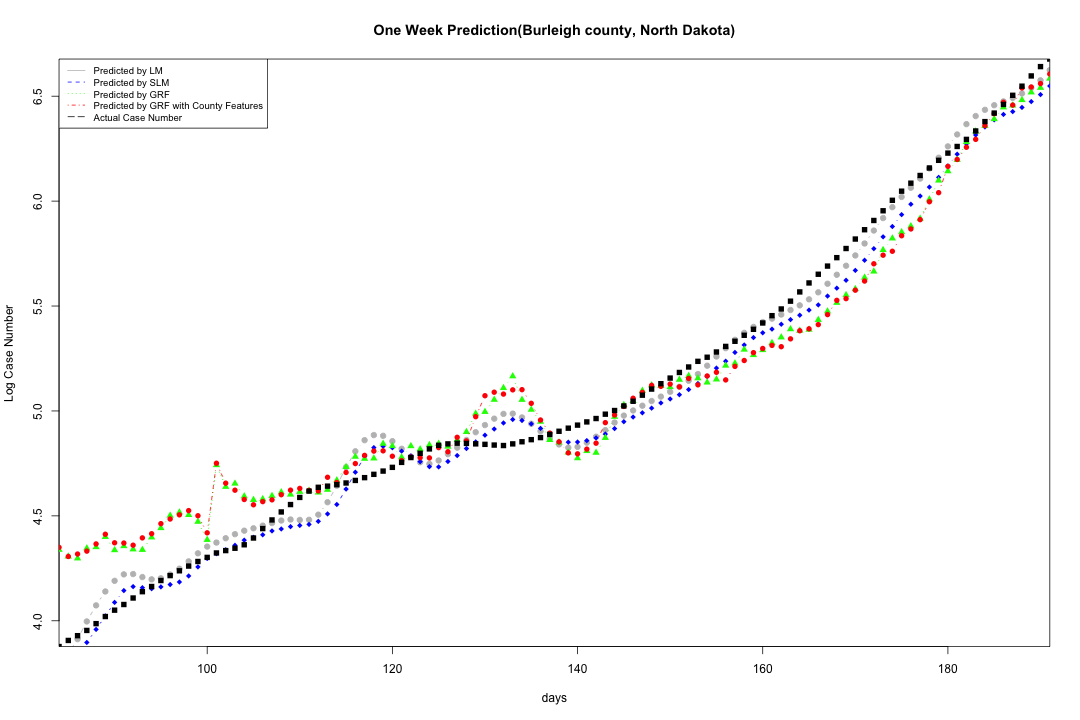 One Week Prediction(Burleigh county, North Dakota)
Predicted by LM
Predicted by SLM
Predicted by GRF
Predicted by GRF with County Features
Actual Case Number
6.5
6.0
5.5
5.0
4.5
4.0
Log Case Number
100 120 140 160 180
days